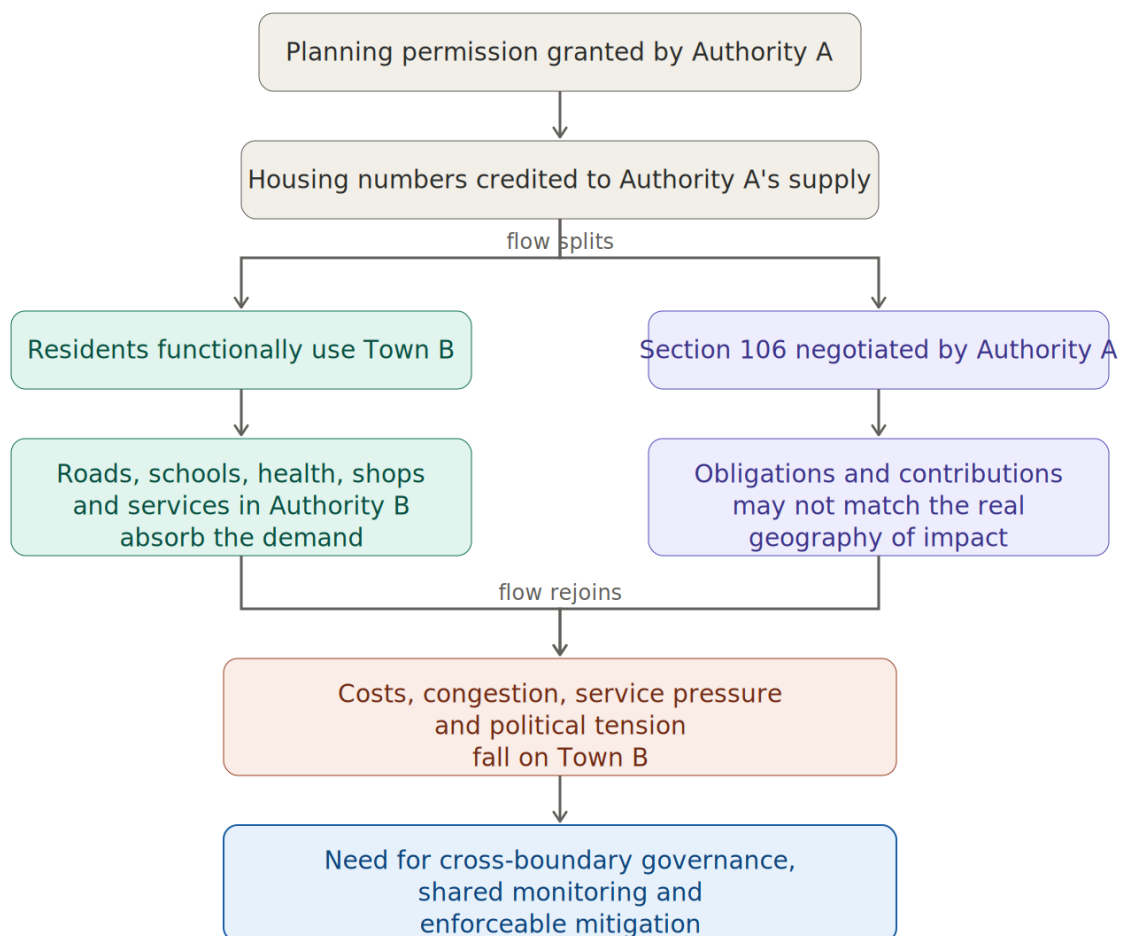 Planning permission granted by Authority A
Housing numbers credited to Authority A's supply
flow splits
Residents functionally use Town B
Section 106 negotiated by Authority A
Roads, schools, health, shops
and services in Authority B
absorb the demand
Obligations and contributions
may not match the real
geography of impact
flow rejoins
Costs, congestion, service pressure
and political tension
fall on Town B
Need for cross-boundary governance,
shared monitoring and
enforceable mitigation